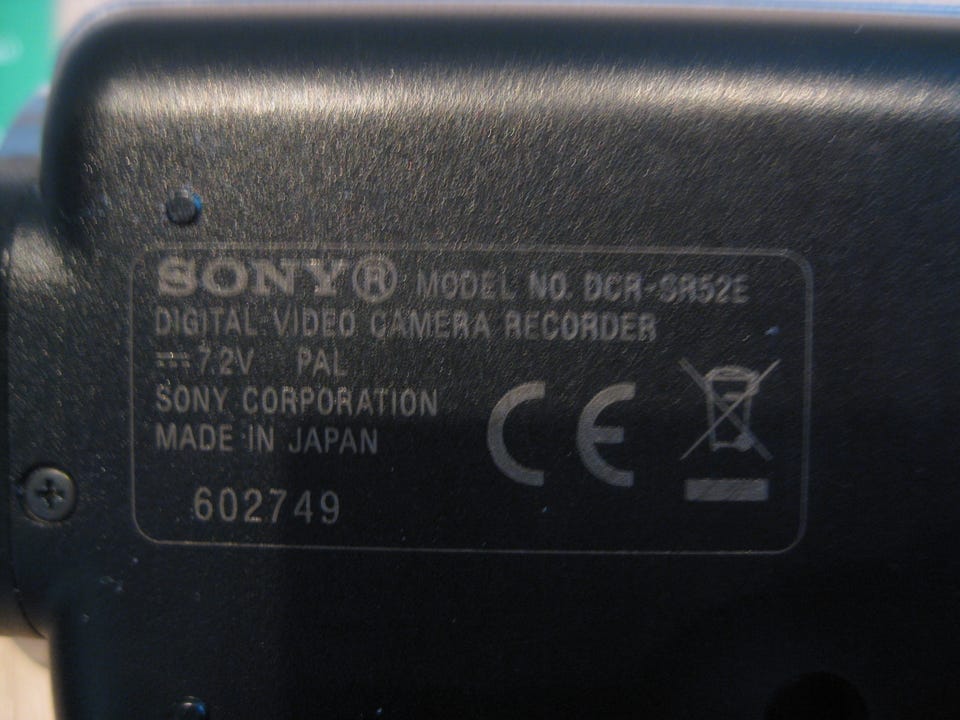 SONY® MODEL NO. DCR-SR52E
DIGITAL VIDEO CAMERA RECORDER
⎓ 7.2V PAL
SONY CORPORATION
MADE IN JAPAN
CE
602749